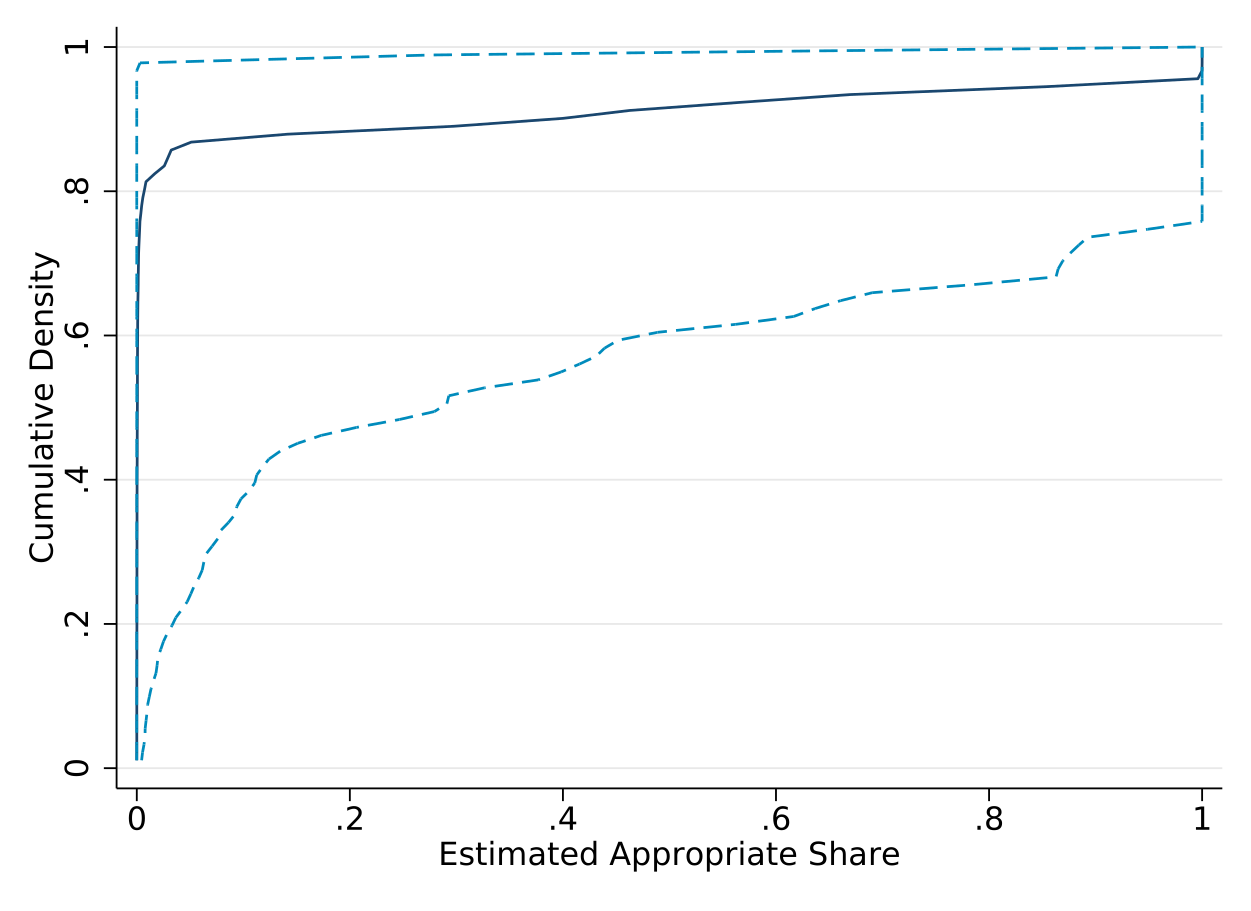 Cumulative Density
1
.8
.6
.4
.2
0
0 .2 .4 .6 .8 1
Estimated Appropriate Share